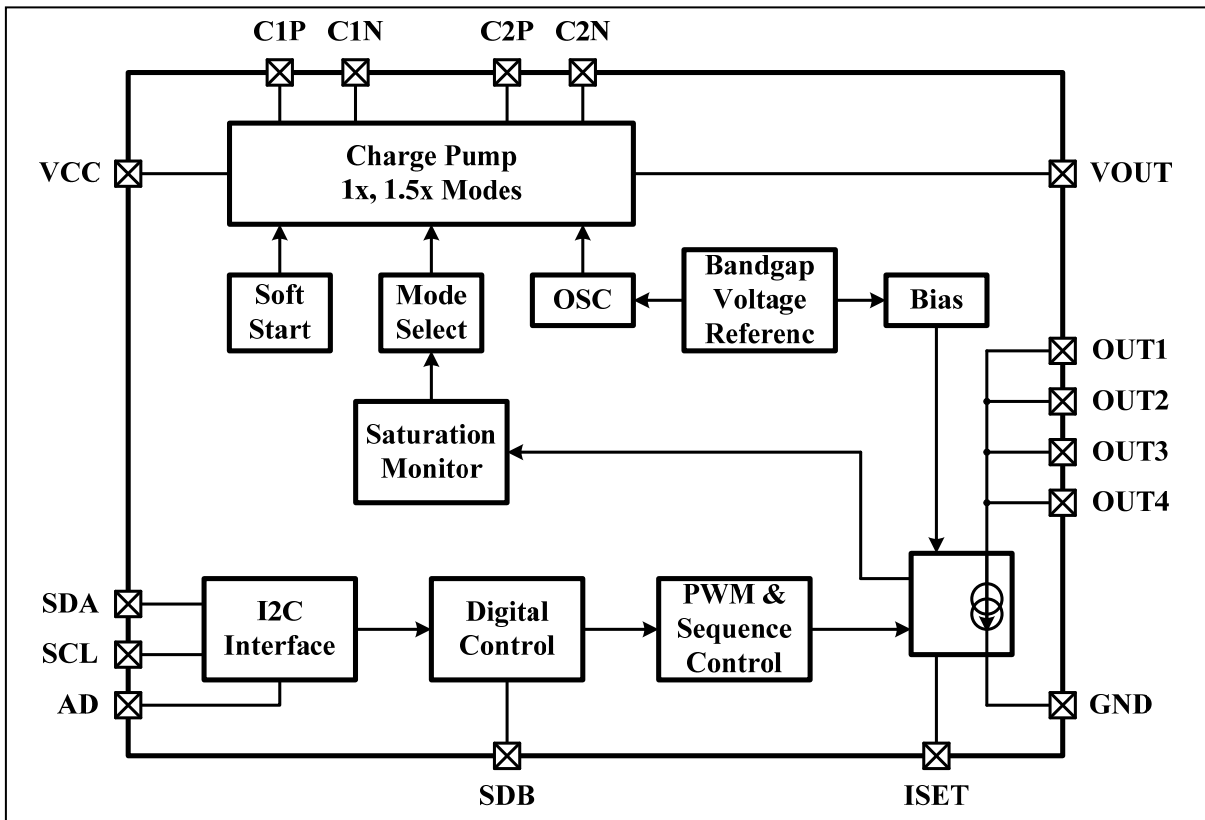 C1P C1N C2P C2N
VCC
Charge Pump
1x, 1.5x Modes
VOUT
Soft
Start
Mode
Select
OSC
Bandgap
Voltage
Referenc
Bias
OUT1
OUT2
OUT3
OUT4
Saturation
Monitor
SDA
SCL
AD
I2C
Interface
Digital
Control
PWM &
Sequence
Control
GND
SDB
ISET